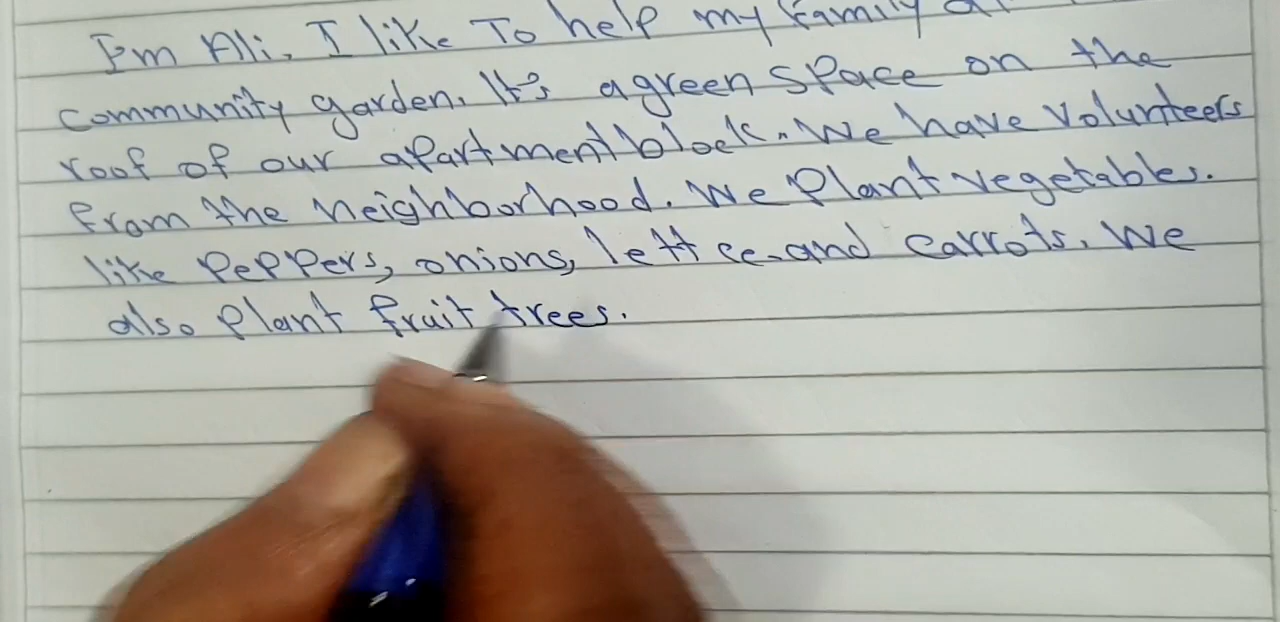 I'm Ali. I like To help my family
community garden. It's a green space on the
roof of our apartment block. We have volunteers
from the neighborhood. We plant vegetables.
like peppers, onions, lettce and carrots. We
also plant fruit trees.